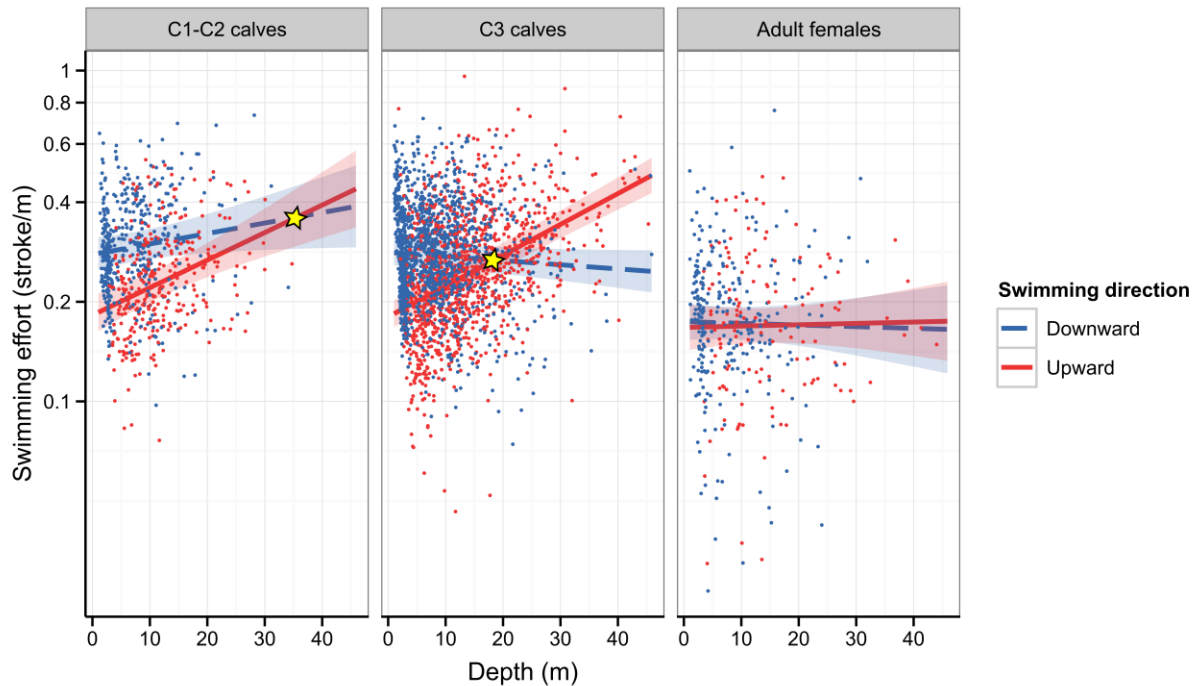 C1-C2 calves
C3 calves
Adult females
Swimming effort (stroke/m)
1
0.8
0.6
0.4
0.2
0.1
0 10 20 30 40
0 10 20 30 40
0 10 20 30 40
Depth (m)
Swimming direction
Downward
Upward